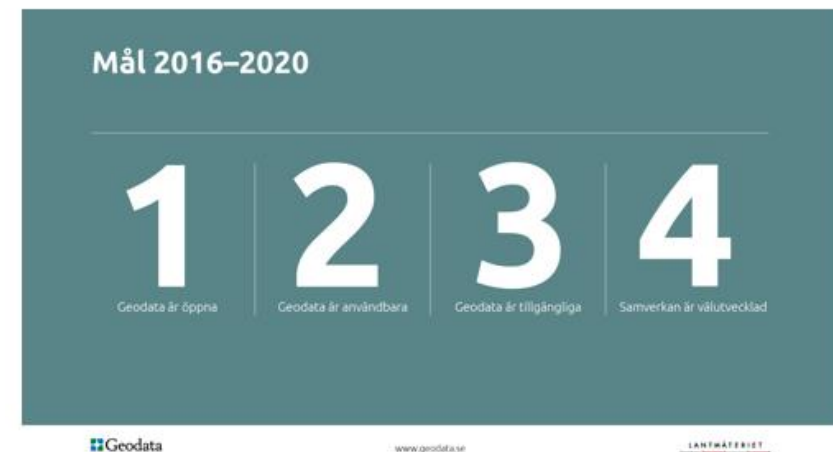 Mål 2016–2020
1 2 3 4
Geodata är öppna
Geodata är användbara
Geodata är tillgängliga
Samverkan är välutvecklad
Geodata
www.geodata.se
LANTMÄTERIET